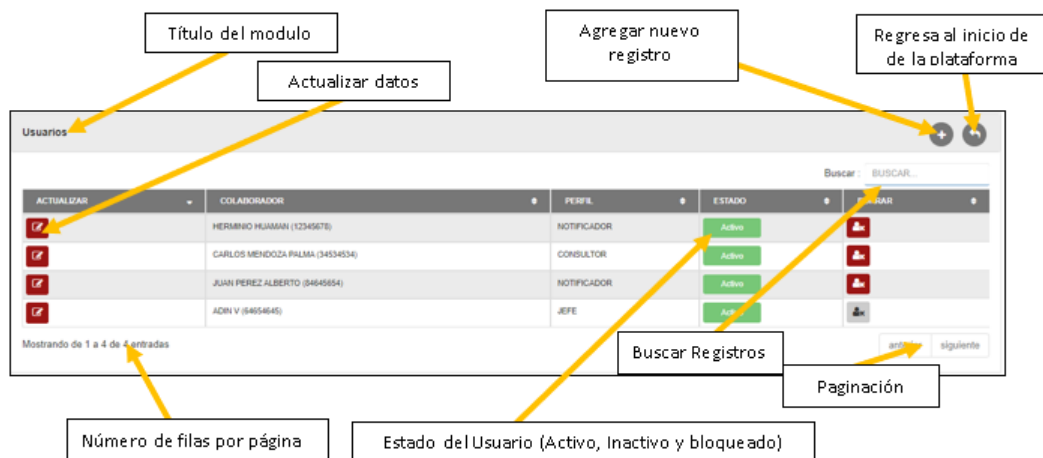 Título del modulo
Agregar nuevo
registro
Regresa al inicio de
de la plataforma
Actualizar datos
Usuarios
Buscar : BUSCAR...
ACTUALIZAR COLABORADOR PERFIL ESTADO
HERMINIO HUAMAN (12345678) NOTIFICADOR Activo
CARLOS MENDOZA PALMA (34534534) CONSULTOR Activo
JUAN PEREZ ALBERTO (84645654) NOTIFICADOR Activo
ADIN V (64654645) JEFE Activo
Mostrando de 1 a 4 de 4 entradas
siguiente
Buscar Registros
Paginación
Número de filas por página
Estado del Usuario (Activo, Inactivo y bloqueado)